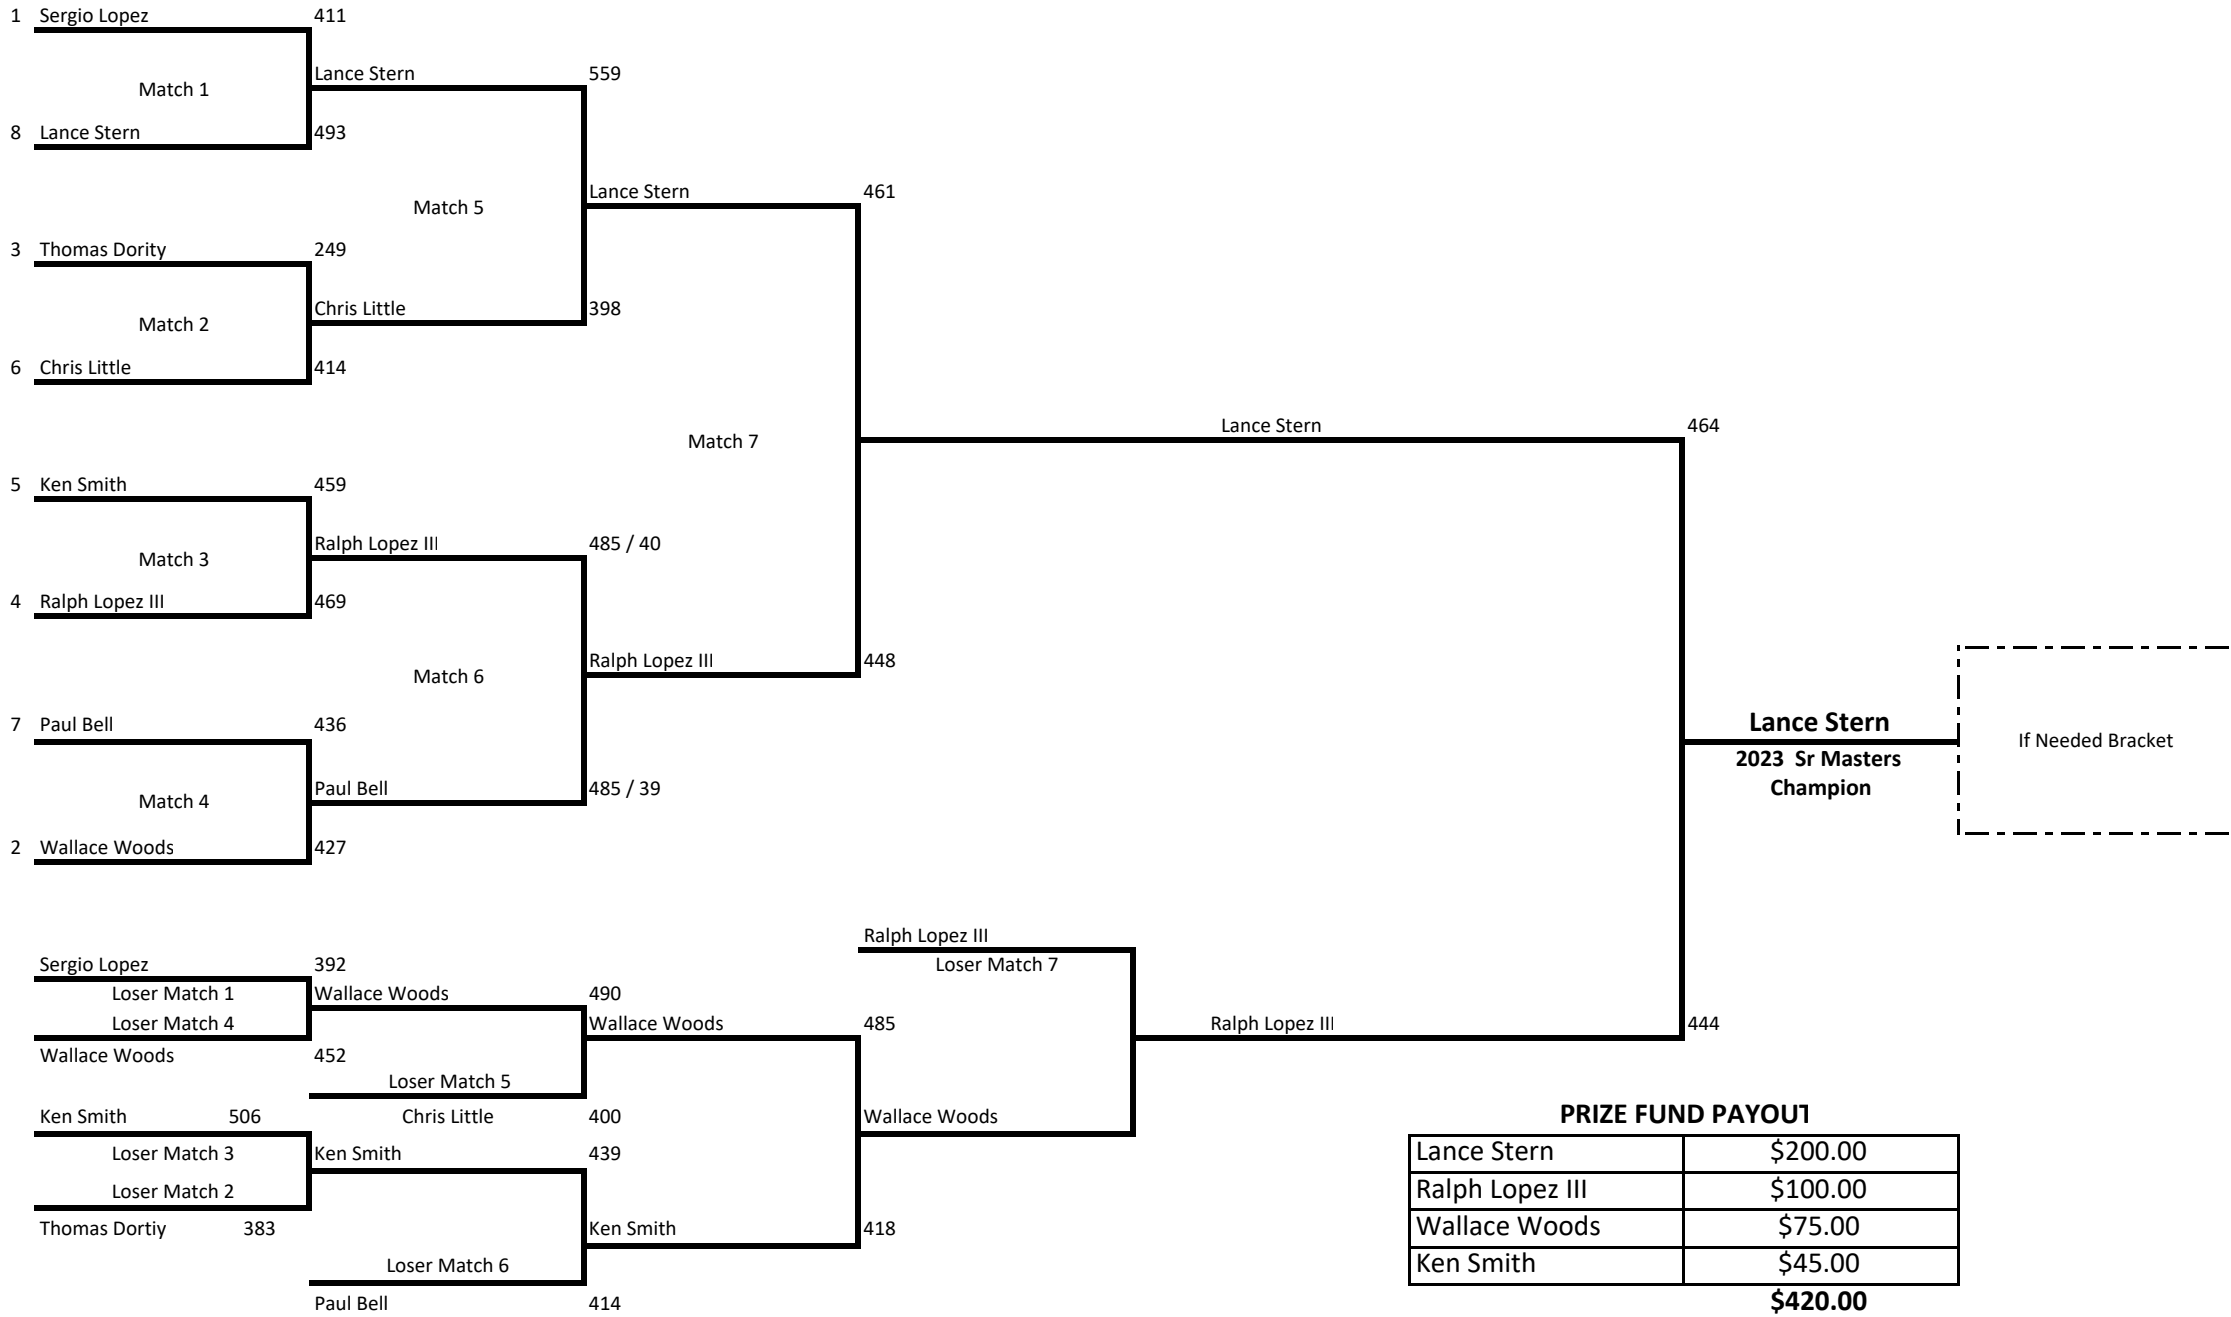 1 Sergio Lopez 411
Lance Stern 559
Match 1
8 Lance Stern 493
Lance Stern 461
Match 5
3 Thomas Dority 249
Chris Little 398
Match 2
6 Chris Little 414
Lance Stern 464
Match 7
5 Ken Smith 459
Ralph Lopez III 485 / 40
Match 3
4 Ralph Lopez III 469
Ralph Lopez III 448
Match 6
7 Paul Bell 436
Lance Stern
If Needed Bracket
2023 Sr Masters
Champion
Paul Bell 485 / 39
Match 4
2 Wallace Woods 427
Ralph Lopez III
Sergio Lopez 392
Loser Match 7
Loser Match 1 Wallace Woods 490
Loser Match 4 Wallace Woods 485 Ralph Lopez III 444
Wallace Woods 452
Loser Match 5
Ken Smith 506 Chris Little 400 Wallace Woods
PRIZE FUND PAYOUT
Loser Match 3 Ken Smith 439
Lance Stern $200.00
Loser Match 2
Ralph Lopez III $100.00
Thomas Dortiy 383 Ken Smith 418
Wallace Woods $75.00
Loser Match 6
Ken Smith $45.00
Paul Bell 414
$420.00